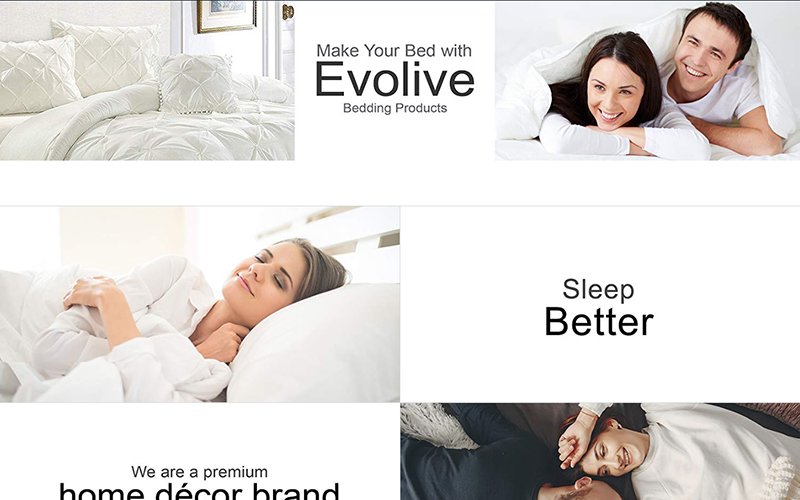 Make Your Bed with
Evolive
Bedding Products
Sleep
Better
We are a premium
home décor brand